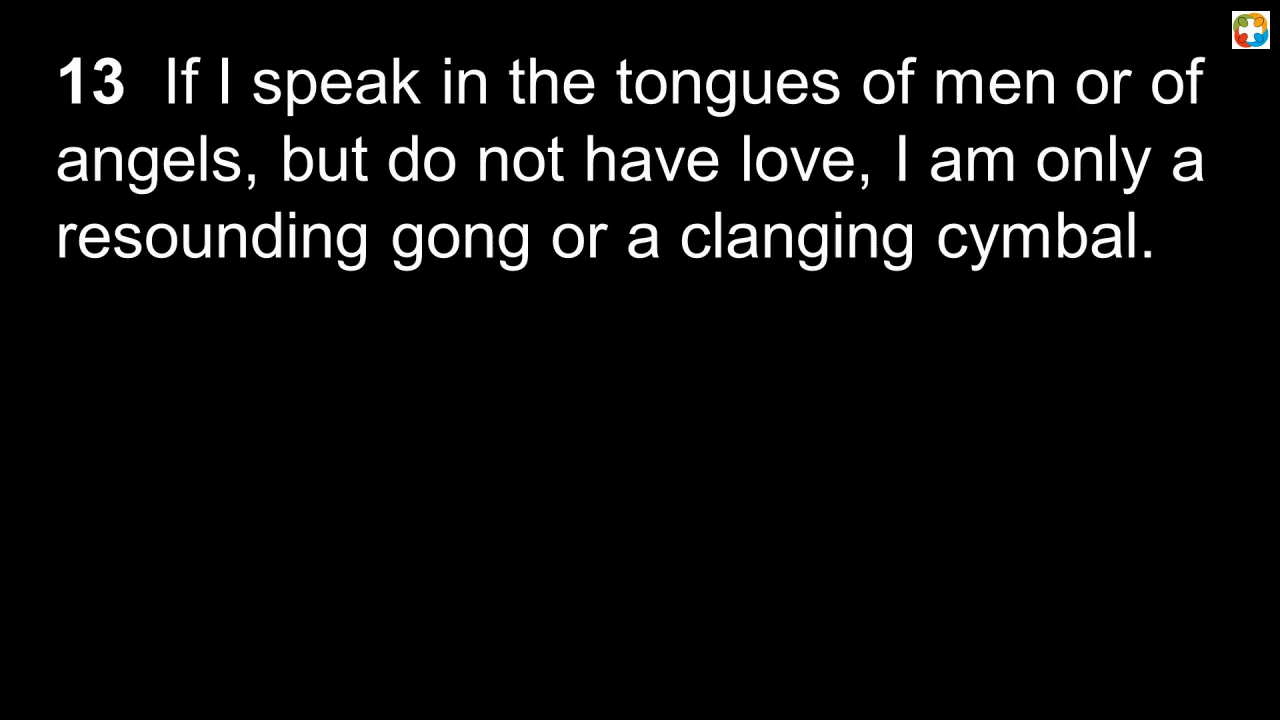 13 If I speak in the tongues of men or of
angels, but do not have love, I am only a
resounding gong or a clanging cymbal.